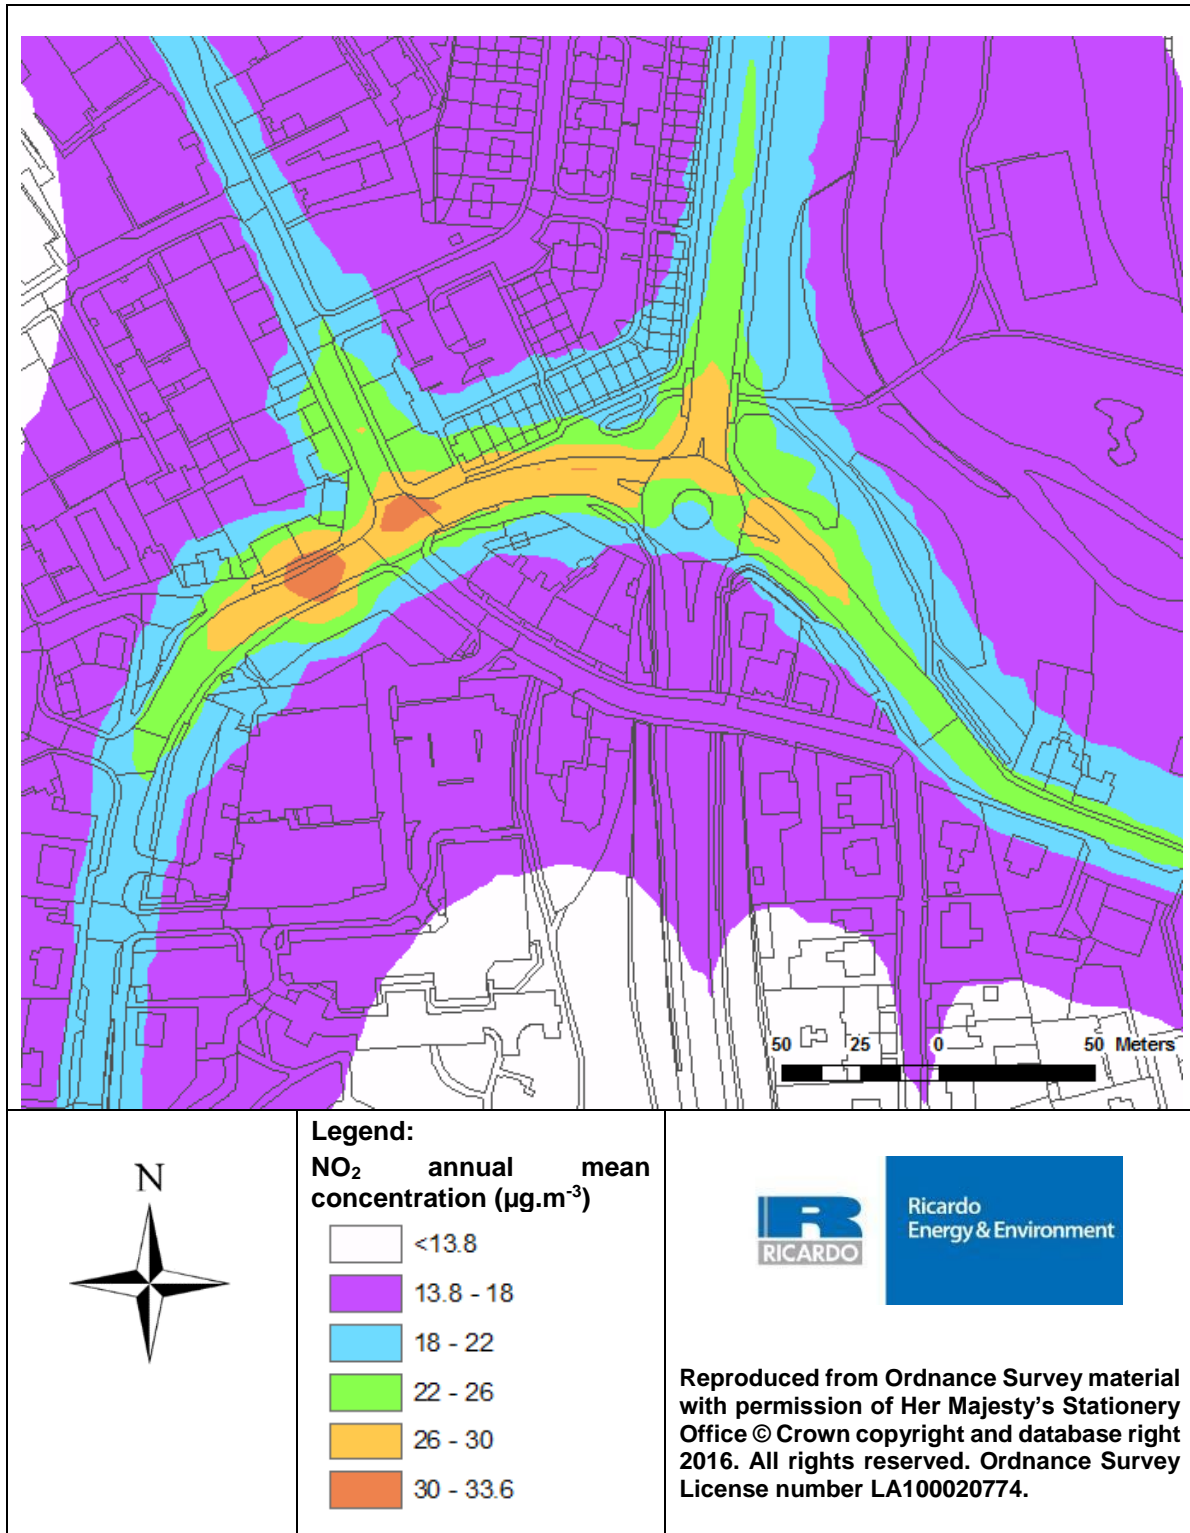 50 25 0 50 Meters
N
Legend:
NO₂ annual mean
concentration (µg.m⁻³)
<13.8
13.8 - 18
18 - 22
22 - 26
26 - 30
30 - 33.6
R
RICARDO
Ricardo
Energy & Environment
Reproduced from Ordnance Survey material
with permission of Her Majesty's Stationery
Office © Crown copyright and database right
2016. All rights reserved. Ordnance Survey
License number LA100020774.